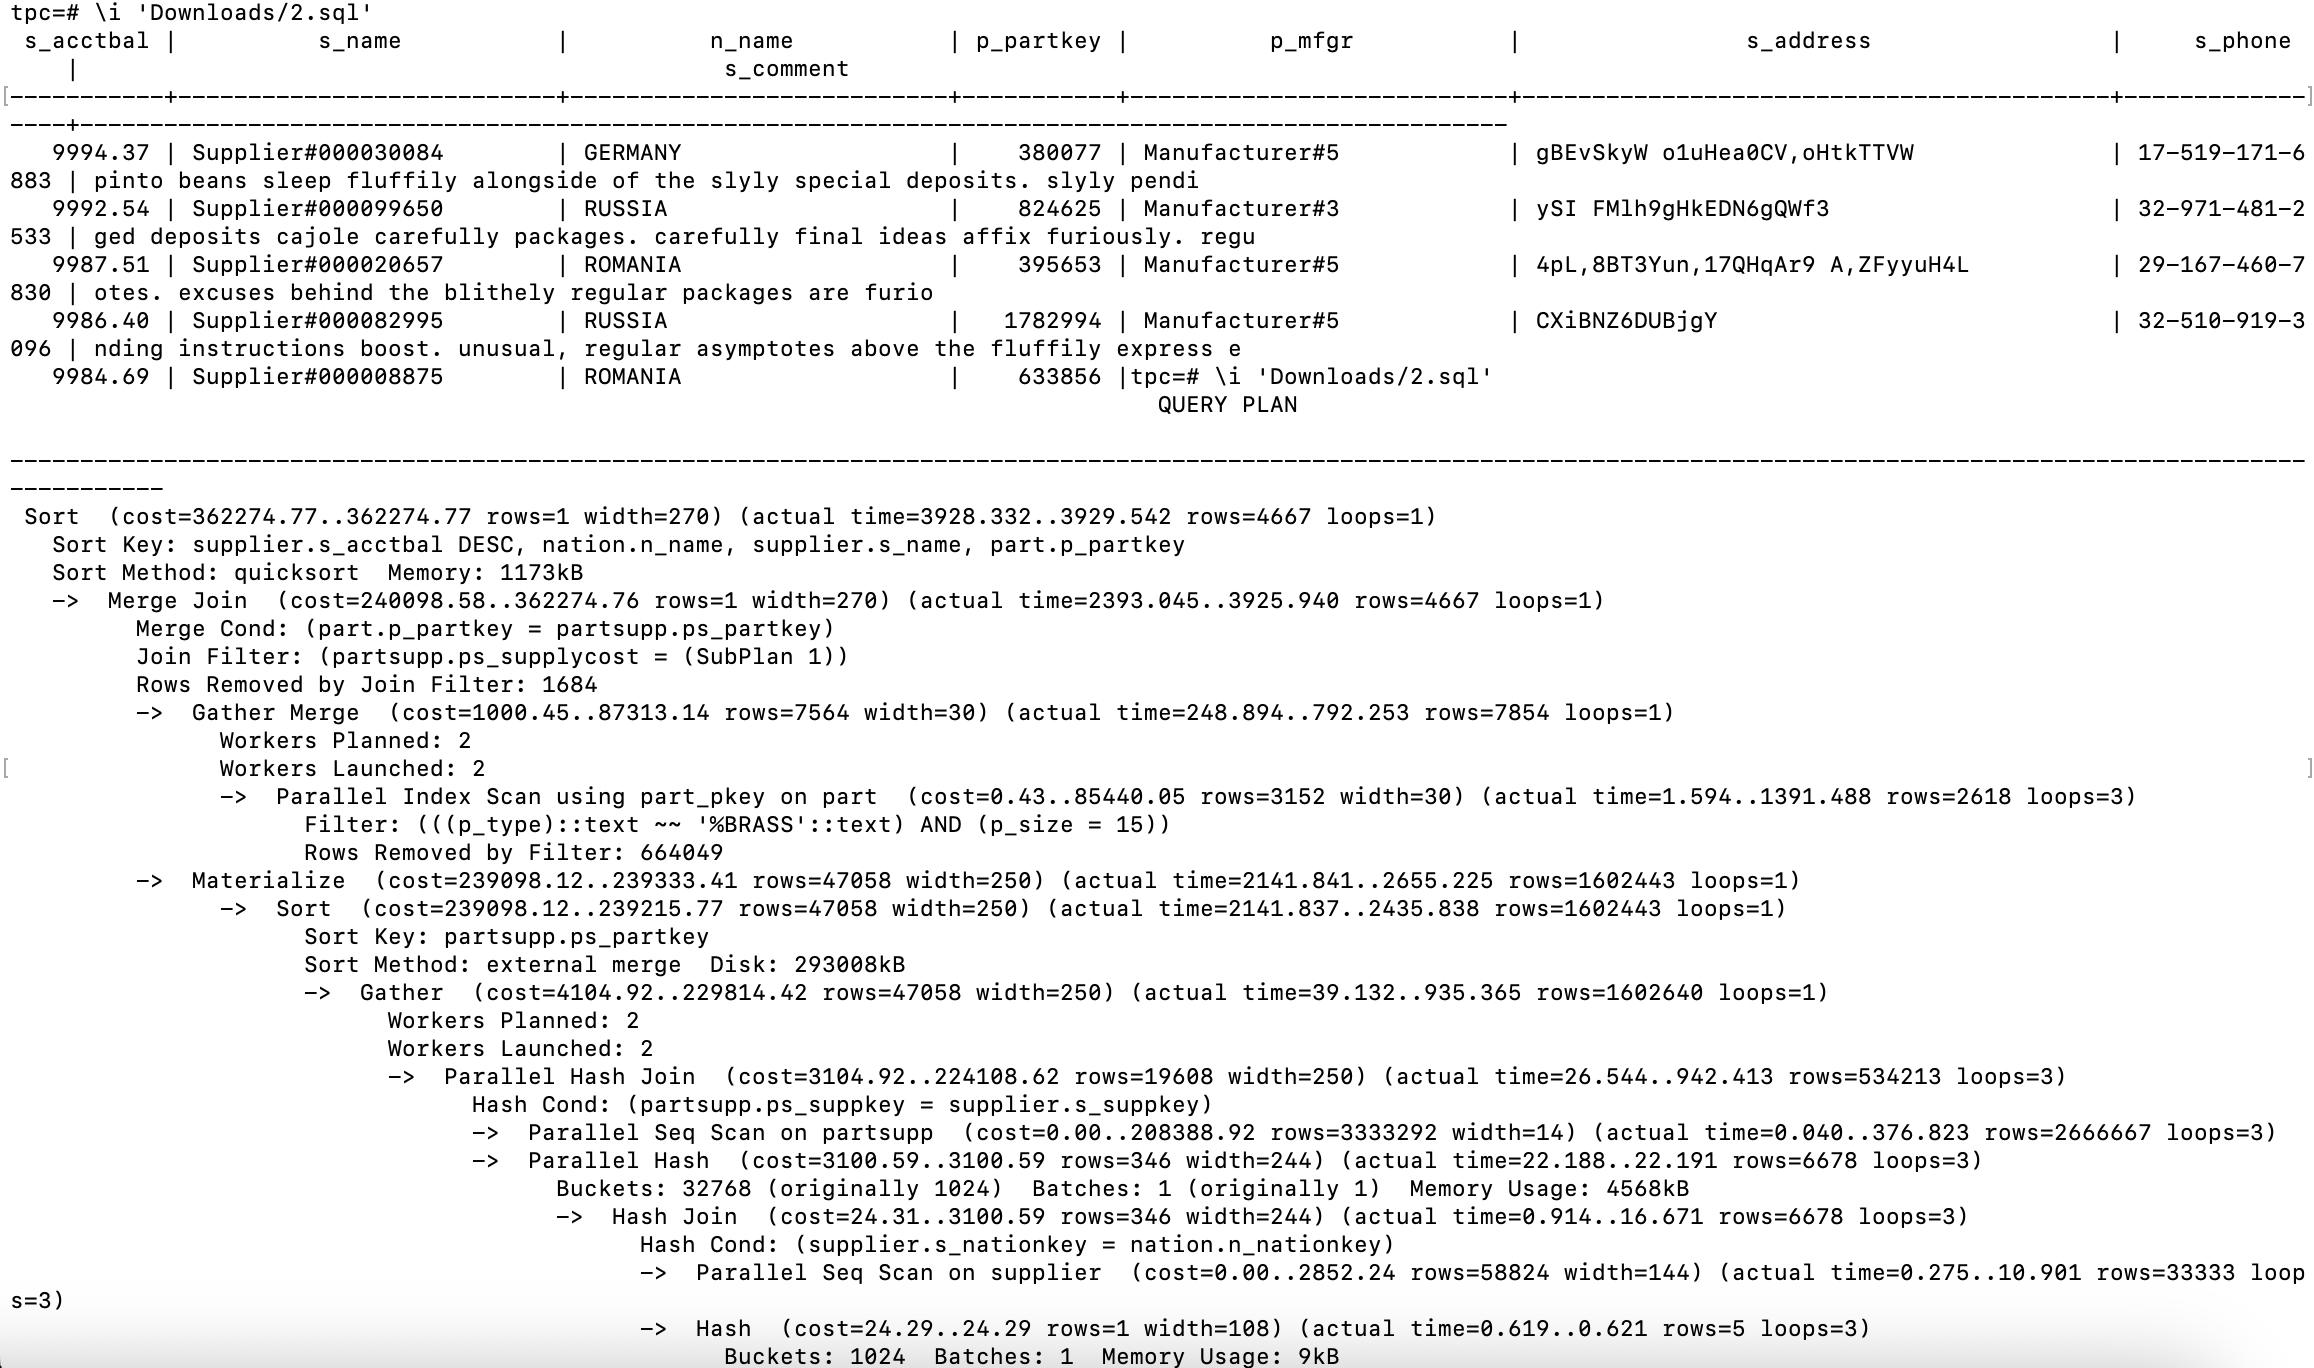 tpc=# \i 'Downloads/2.sql'
 s_acctbal |          s_name           |          n_name           | p_partkey |          p_mfgr           |                s_address                 |     s_phone
    |                                              s_comment
-----------+---------------------------+---------------------------+-----------+---------------------------+------------------------------------------+-------------
----+------------------------------------------------------------------------------------------------------
   9994.37 | Supplier#000030084        | GERMANY                   |    380077 | Manufacturer#5            | gBEvSkyW o1uHea0CV,oHtkTTVW              | 17-519-171-6
883 | pinto beans sleep fluffily alongside of the slyly special deposits. slyly pendi
   9992.54 | Supplier#000099650        | RUSSIA                    |    824625 | Manufacturer#3            | ySI FMlh9gHkEDN6gQWf3                    | 32-971-481-2
533 | ged deposits cajole carefully packages. carefully final ideas affix furiously. regu
   9987.51 | Supplier#000020657        | ROMANIA                   |    395653 | Manufacturer#5            | 4pL,8BT3Yun,17QHqAr9 A,ZFyyuH4L          | 29-167-460-7
830 | otes. excuses behind the blithely regular packages are furio
   9986.40 | Supplier#000082995        | RUSSIA                    |   1782994 | Manufacturer#5            | CXiBNZ6DUBjgY                            | 32-510-919-3
096 | nding instructions boost. unusual, regular asymptotes above the fluffily express e
   9984.69 | Supplier#000008875        | ROMANIA                   |    633856 |tpc=# \i 'Downloads/2.sql'
QUERY PLAN
--------------------------------------------------------------------------------------------------------------------------------------------------------------------
-----------
 Sort  (cost=362274.77..362274.77 rows=1 width=270) (actual time=3928.332..3929.542 rows=4667 loops=1)
   Sort Key: supplier.s_acctbal DESC, nation.n_name, supplier.s_name, part.p_partkey
   Sort Method: quicksort  Memory: 1173kB
   ->  Merge Join  (cost=240098.58..362274.76 rows=1 width=270) (actual time=2393.045..3925.940 rows=4667 loops=1)
         Merge Cond: (part.p_partkey = partsupp.ps_partkey)
         Join Filter: (partsupp.ps_supplycost = (SubPlan 1))
         Rows Removed by Join Filter: 1684
         ->  Gather Merge  (cost=1000.45..87313.14 rows=7564 width=30) (actual time=248.894..792.253 rows=7854 loops=1)
               Workers Planned: 2
               Workers Launched: 2
               ->  Parallel Index Scan using part_pkey on part  (cost=0.43..85440.05 rows=3152 width=30) (actual time=1.594..1391.488 rows=2618 loops=3)
                     Filter: (((p_type)::text ~~ '%BRASS'::text) AND (p_size = 15))
                     Rows Removed by Filter: 664049
         ->  Materialize  (cost=239098.12..239333.41 rows=47058 width=250) (actual time=2141.841..2655.225 rows=1602443 loops=1)
               ->  Sort  (cost=239098.12..239215.77 rows=47058 width=250) (actual time=2141.837..2435.838 rows=1602443 loops=1)
                     Sort Key: partsupp.ps_partkey
                     Sort Method: external merge  Disk: 293008kB
                     ->  Gather  (cost=4104.92..229814.42 rows=47058 width=250) (actual time=39.132..935.365 rows=1602640 loops=1)
                           Workers Planned: 2
                           Workers Launched: 2
                           ->  Parallel Hash Join  (cost=3104.92..224108.62 rows=19608 width=250) (actual time=26.544..942.413 rows=534213 loops=3)
                                 Hash Cond: (partsupp.ps_suppkey = supplier.s_suppkey)
                                 ->  Parallel Seq Scan on partsupp  (cost=0.00..208388.92 rows=3333292 width=14) (actual time=0.040..376.823 rows=2666667 loops=3)
                                 ->  Parallel Hash  (cost=3100.59..3100.59 rows=346 width=244) (actual time=22.188..22.191 rows=6678 loops=3)
                                       Buckets: 32768 (originally 1024)  Batches: 1 (originally 1)  Memory Usage: 4568kB
                                       ->  Hash Join  (cost=24.31..3100.59 rows=346 width=244) (actual time=0.914..16.671 rows=6678 loops=3)
                                             Hash Cond: (supplier.s_nationkey = nation.n_nationkey)
                                             ->  Parallel Seq Scan on supplier  (cost=0.00..2852.24 rows=58824 width=144) (actual time=0.275..10.901 rows=33333 loop
s=3)
                                             ->  Hash  (cost=24.29..24.29 rows=1 width=108) (actual time=0.619..0.621 rows=5 loops=3)
                                                   Buckets: 1024  Batches: 1  Memory Usage: 9kB